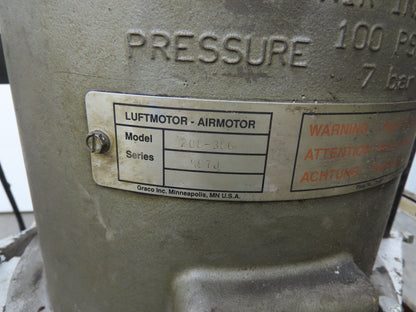 PRESSURE 100 PS
7 bar
LUFTMOTOR - AIRMOTOR
Model
Series
Graco Inc. Minneapolis, MN U.S.A.
WARNING
ATTENTION
ACHTUNG